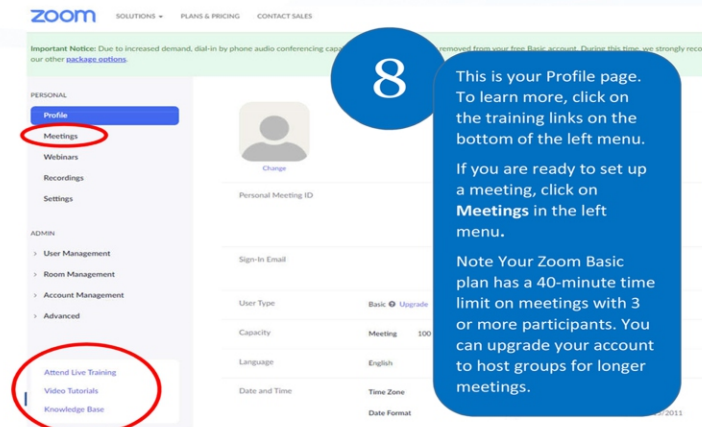 zoom SOLUTIONS PLANS & PRICING CONTACT SALES
Important Notice: Due to increased demand, dial-in by phone audio conferencing removed from your free Basic account. During this time, we strongly
our other package options.
8
This is your Profile page.
To learn more, click on
the training links on the
bottom of the left menu.
If you are ready to set up
a meeting, click on
Meetings in the left
menu.
Note Your Zoom Basic
plan has a 40-minute time
limit on meetings with 3
or more participants. You
can upgrade your account
to host groups for longer
meetings.
PERSONAL
Profile
Meetings
Webinars
Recordings
Settings
ADMIN
> User Management
> Room Management
> Account Management
> Advanced
Attend Live Training
Video Tutorials
Knowledge Base
Change
Personal Meeting ID
Sign-In Email
User Type Basic Upgrade
Capacity Meeting 100
Language English
Date and Time Time Zone
Date Format 2011